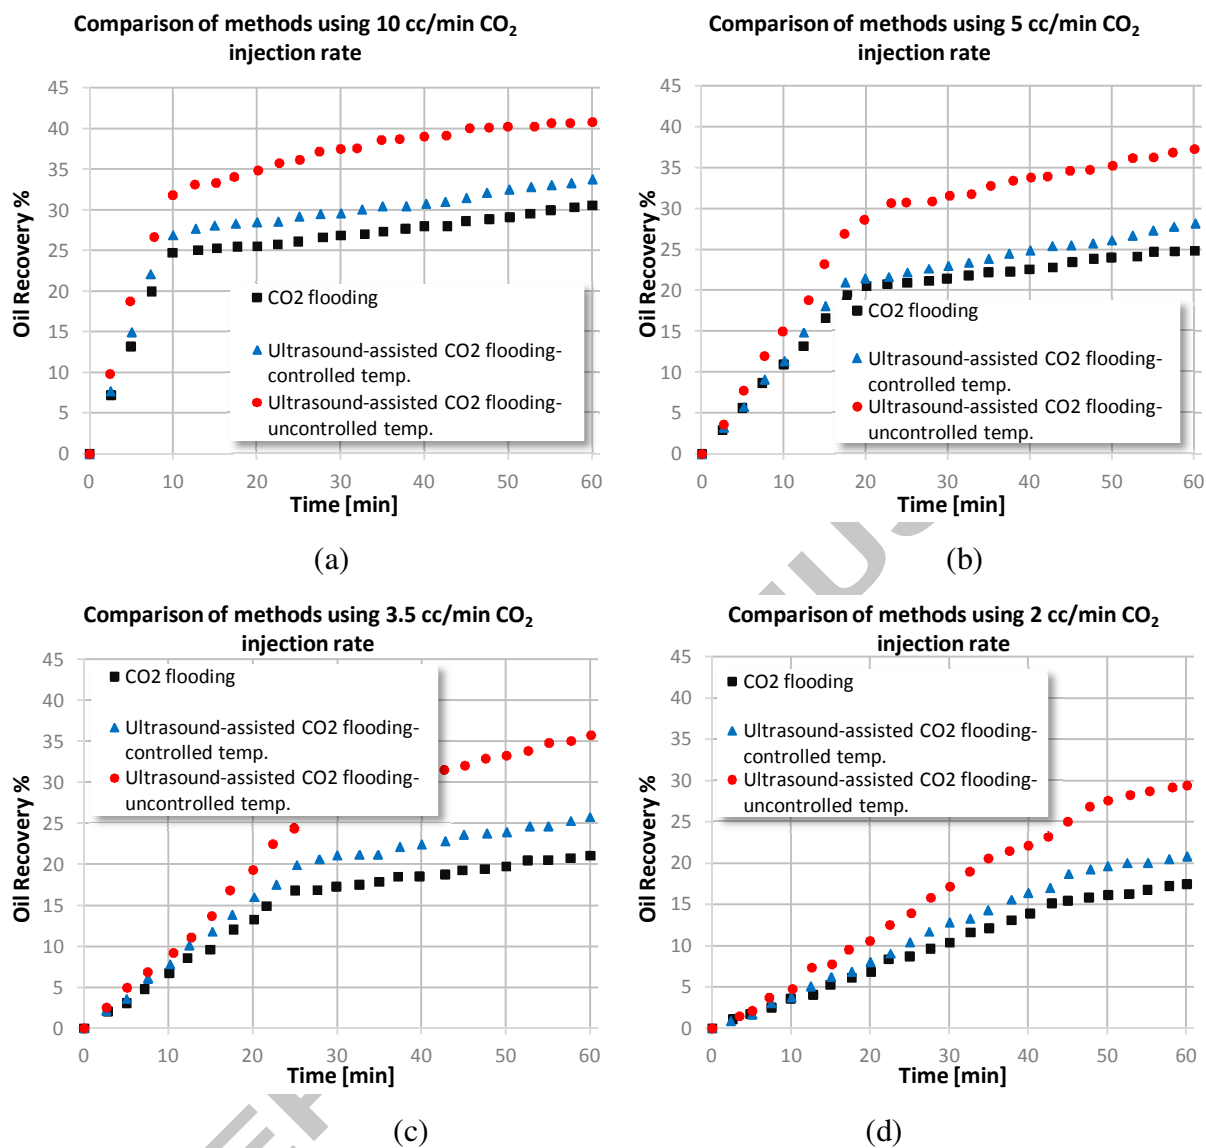 Comparison of methods using 10 cc/min CO₂
injection rate
Oil Recovery %
45
40
35
30
25
20
15
10
5
0
CO2 flooding
Ultrasound-assisted CO2 flooding-
controlled temp.
Ultrasound-assisted CO2 flooding-
uncontrolled temp.
0 10 20 30 40 50 60
Time [min]
(a)
Comparison of methods using 5 cc/min CO₂
injection rate
Oil Recovery %
45
40
35
30
25
20
15
10
5
0
CO2 flooding
Ultrasound-assisted CO2 flooding-
controlled temp.
Ultrasound-assisted CO2 flooding-
uncontrolled temp.
0 10 20 30 40 50 60
Time [min]
(b)
Comparison of methods using 3.5 cc/min CO₂
injection rate
Oil Recovery %
45
40
35
30
25
20
15
10
5
0
CO2 flooding
Ultrasound-assisted CO2 flooding-
controlled temp.
Ultrasound-assisted CO2 flooding-
uncontrolled temp.
0 10 20 30 40 50 60
Time [min]
(c)
Comparison of methods using 2 cc/min CO₂
injection rate
Oil Recovery %
45
40
35
30
25
20
15
10
5
0
CO2 flooding
Ultrasound-assisted CO2 flooding-
controlled temp.
Ultrasound-assisted CO2 flooding-
uncontrolled temp.
0 10 20 30 40 50 60
Time [min]
(d)